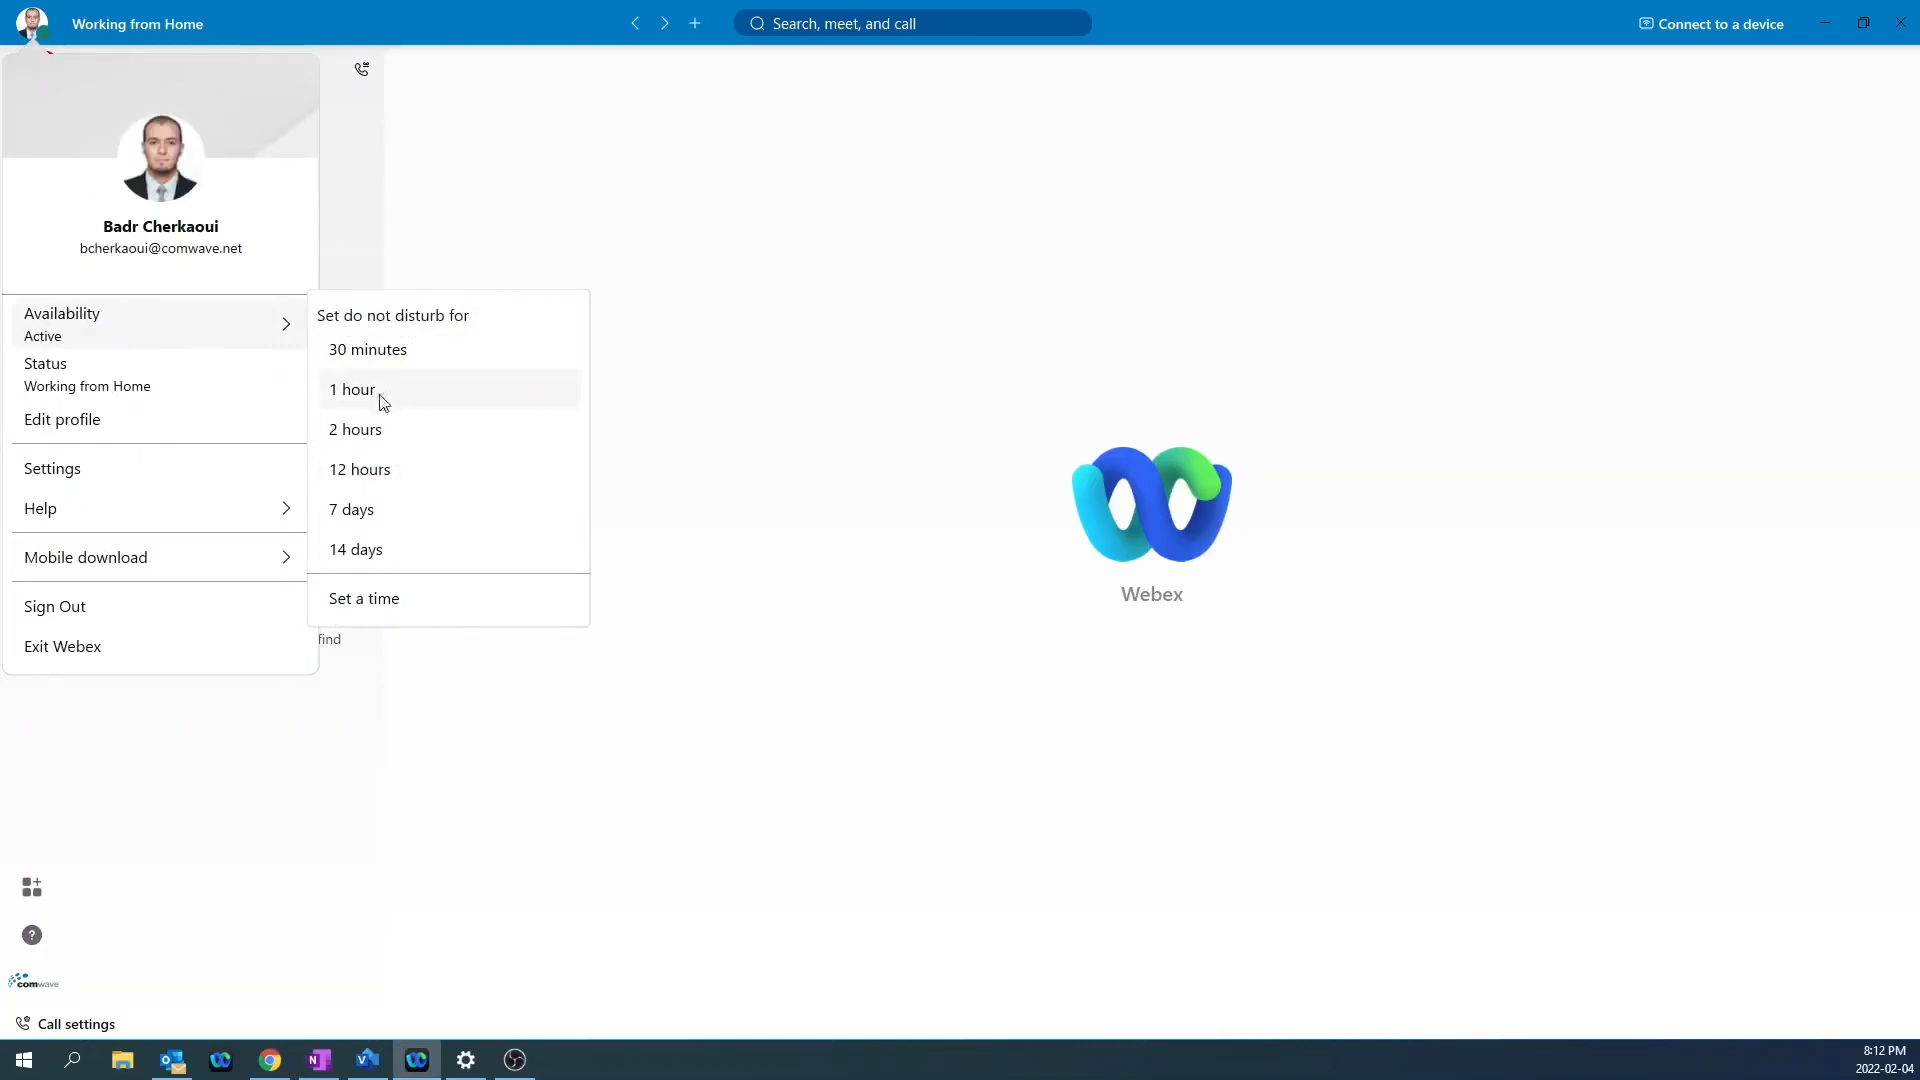 Working from Home
Search, meet, and call
Connect to a device
Badr Cherkaoui
bcherkaoui@comwave.net
Availability
Active
Status
Working from Home
Edit profile
Settings
Help
Mobile download
Sign Out
Exit Webex
Set do not disturb for
30 minutes
1 hour
2 hours
12 hours
7 days
14 days
Set a time
find
Webex
comwave
Call settings
8:12 PM
2022-02-04